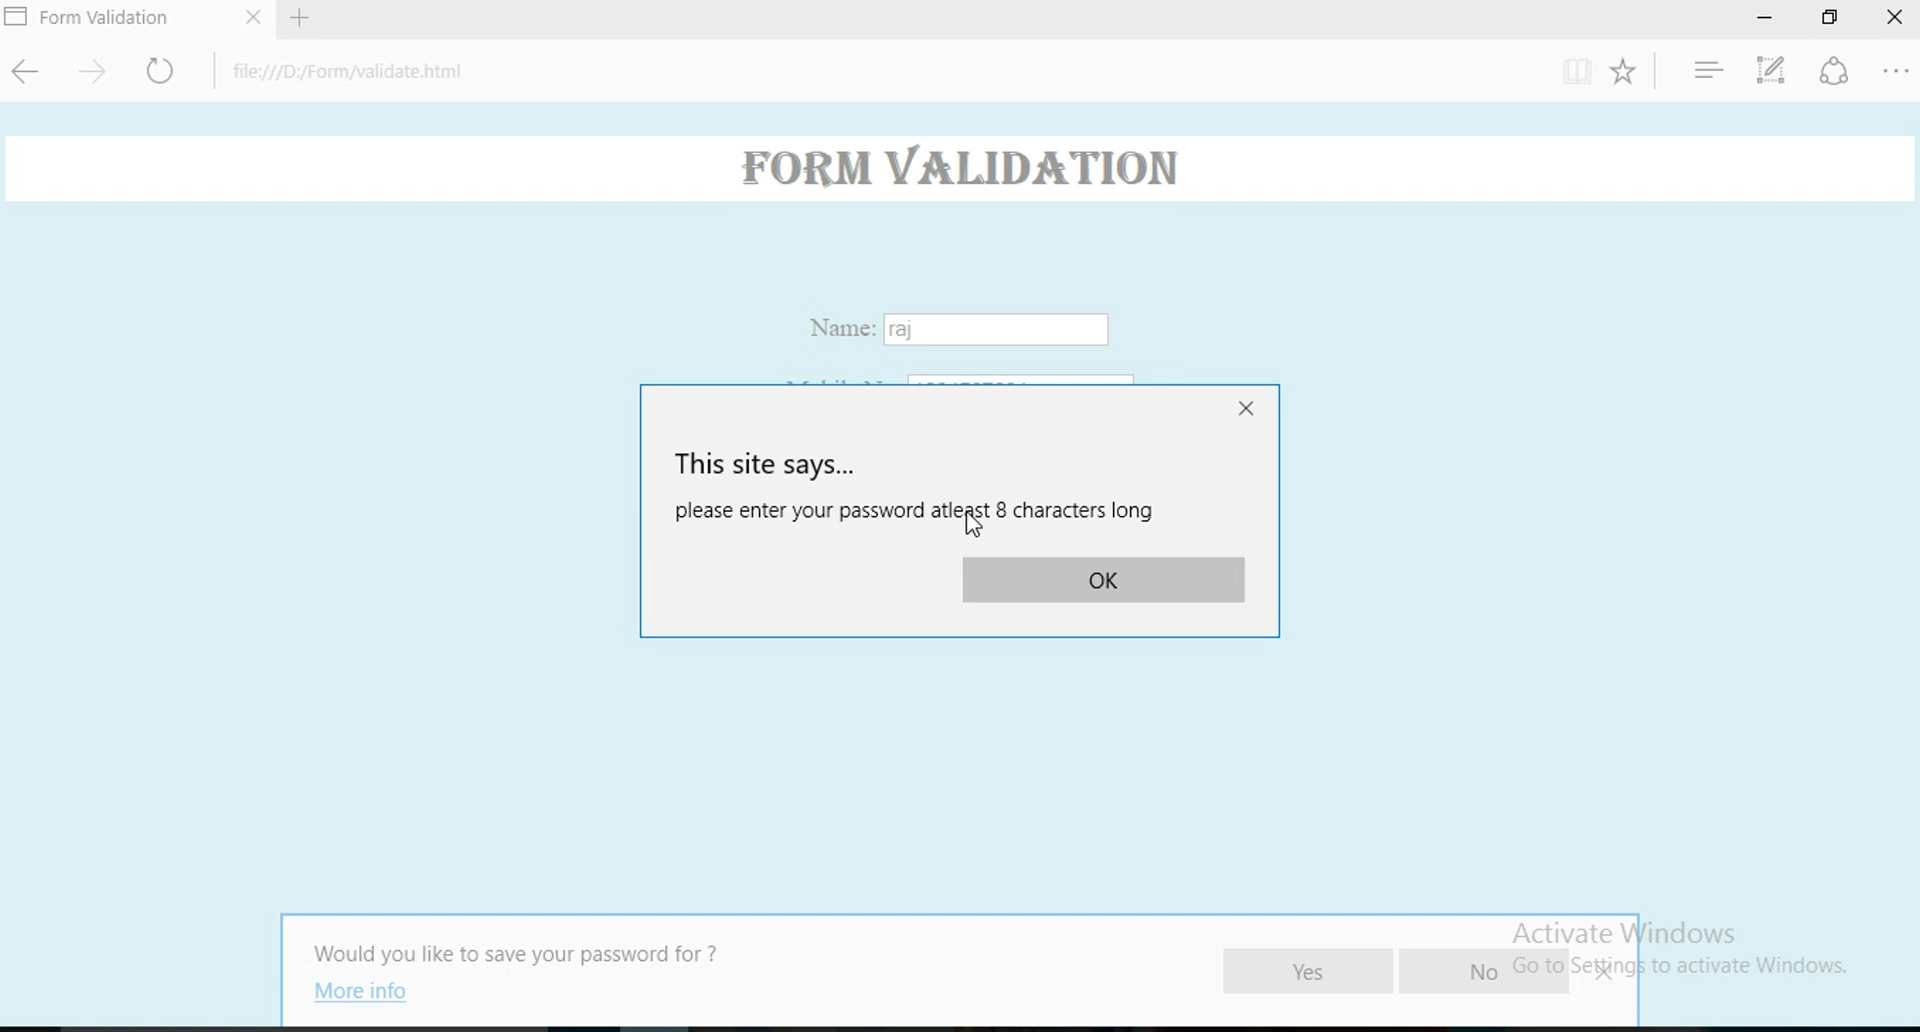 Form Validation
file:///D:/Form/validate.html
FORM VALIDATION
Name: raj
This site says...
please enter your password atleast 8 characters long
OK
Would you like to save your password for ?
More info
Yes
No
Activate Windows
Go to Settings to activate Windows.